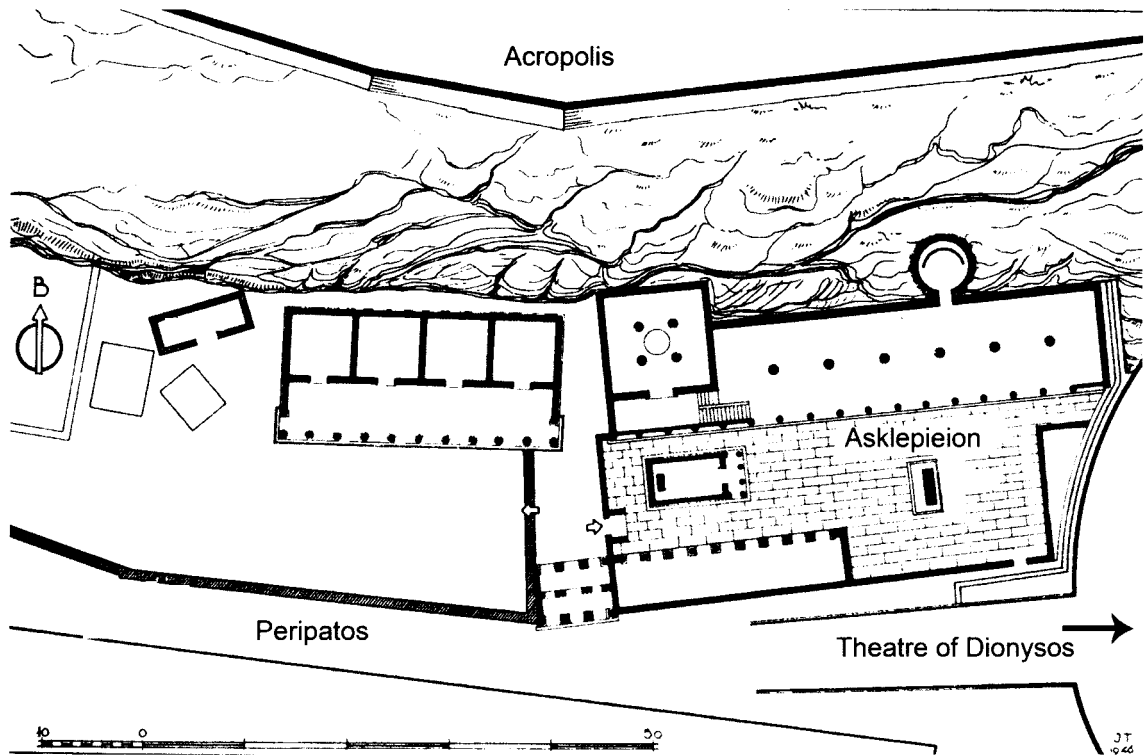 Acropolis
B
Asklepieion
Peripatos
Theatre of Dionysos
10 0 50
JT